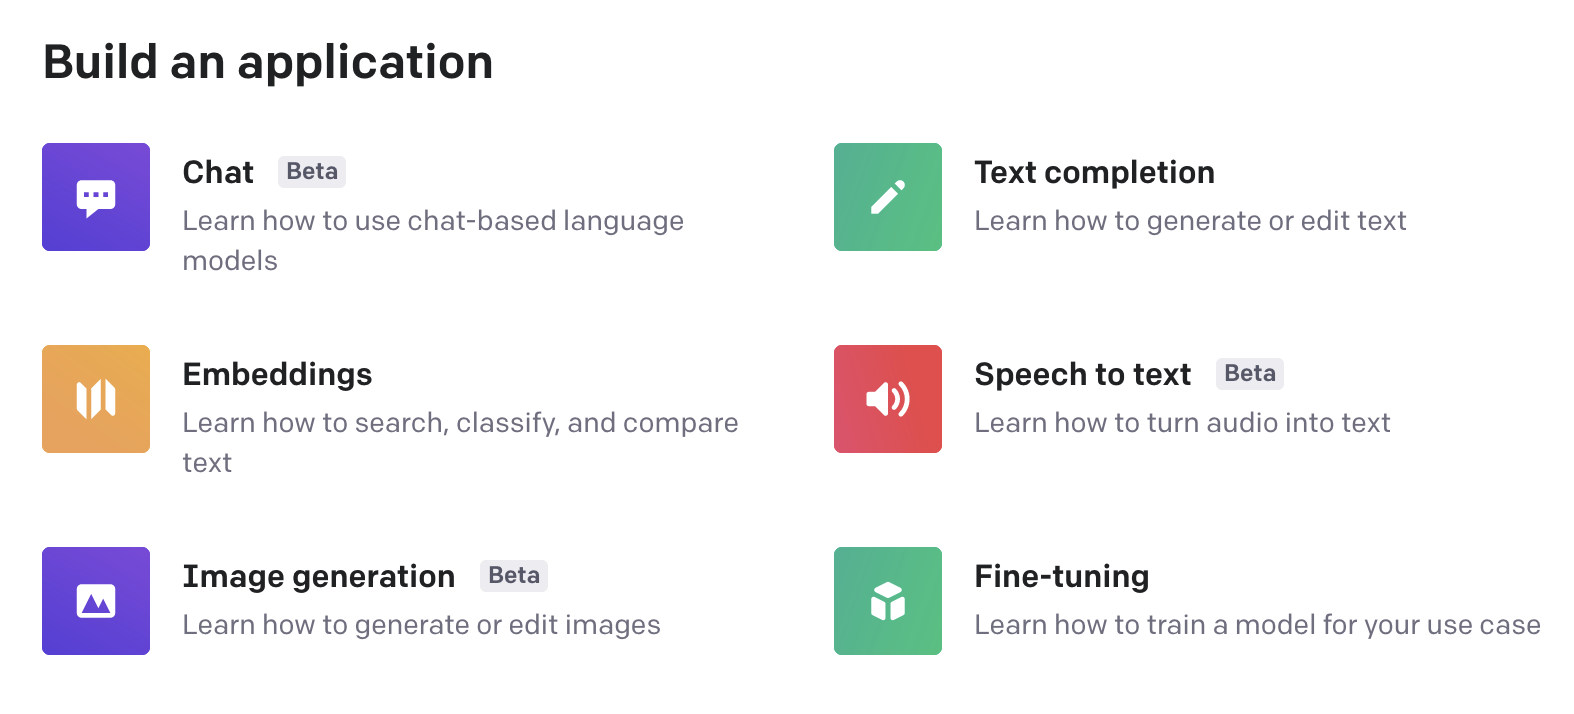 Build an application
Chat Beta
Learn how to use chat-based language
models
Text completion
Learn how to generate or edit text
Embeddings
Learn how to search, classify, and compare
text
Speech to text Beta
Learn how to turn audio into text
Image generation Beta
Learn how to generate or edit images
Fine-tuning
Learn how to train a model for your use case